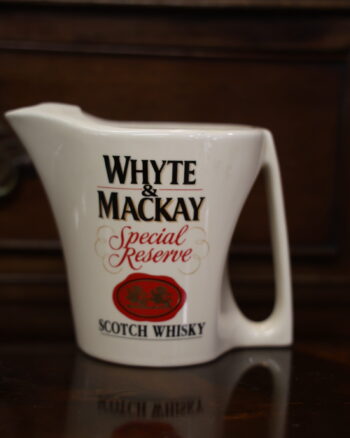 WHYTE
&
MACKAY
Special
Reserve
SCOTCH WHISKY